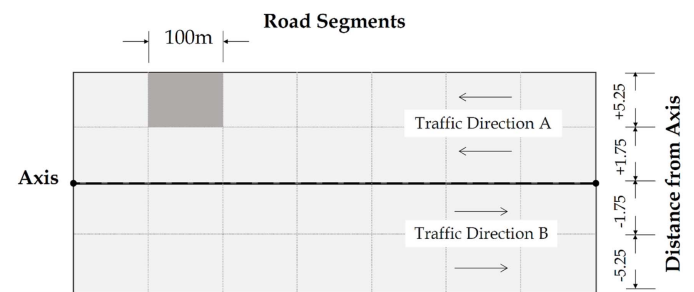 Road Segments
100m
Traffic Direction A
Axis
Traffic Direction B
+5.25
+1.75
-1.75
-5.25
Distance from Axis